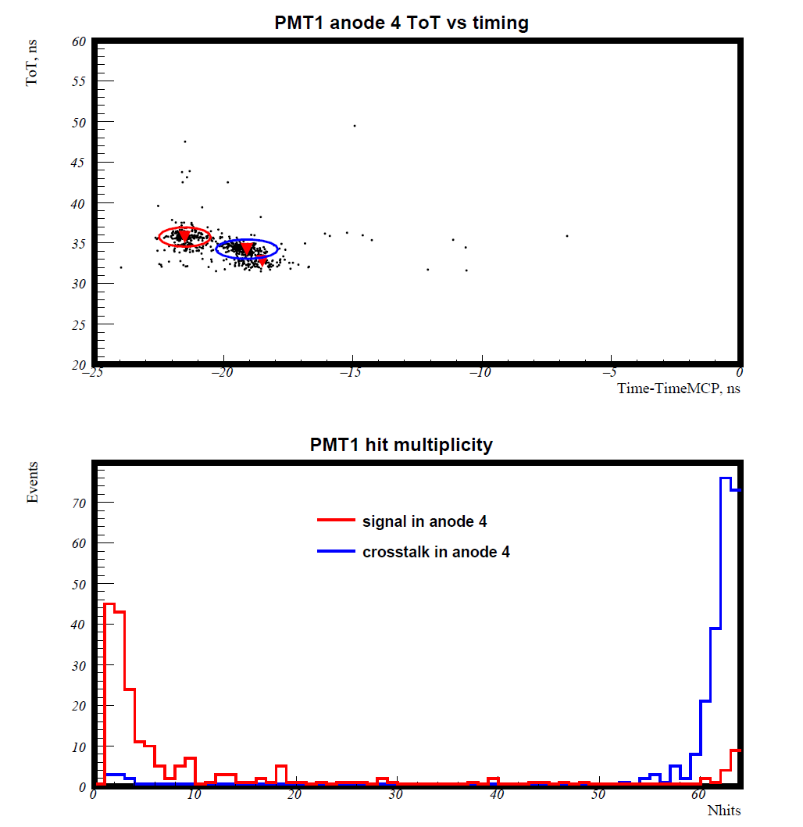 PMT1 anode 4 ToT vs timing
ToT, ns
60
55
50
45
40
35
30
25
20
−25 −20 −15 −10 −5 0
Time-TimeMCP, ns
PMT1 hit multiplicity
Events
70
60
50
40
30
20
10
0
signal in anode 4
crosstalk in anode 4
0 10 20 30 40 50 60
Nhits